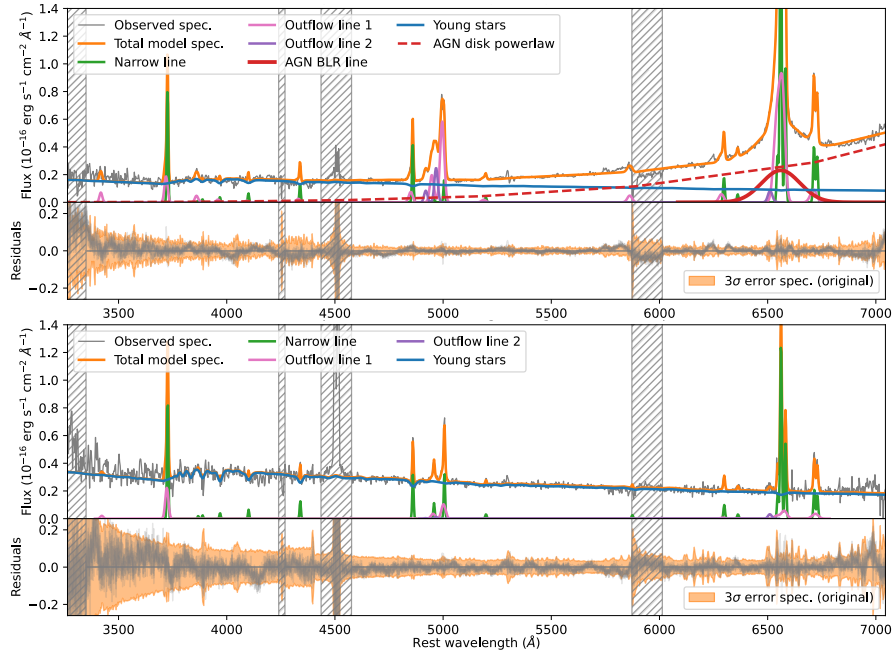 Observed spec.
Total model spec.
Narrow line
Outflow line 1
Outflow line 2
AGN BLR line
Young stars
AGN disk powerlaw
Flux (10⁻¹⁶ erg s⁻¹ cm⁻² Å⁻¹)
1.4
1.2
1.0
0.8
0.6
0.4
0.2
0.0
Residuals
0.2
0.0
−0.2
3σ error spec. (original)
3500 4000 4500 5000 5500 6000 6500 7000
Observed spec.
Total model spec.
Narrow line
Outflow line 1
Outflow line 2
Young stars
Flux (10⁻¹⁶ erg s⁻¹ cm⁻² Å⁻¹)
1.4
1.2
1.0
0.8
0.6
0.4
0.2
0.0
Residuals
0.2
0.0
−0.2
3σ error spec. (original)
3500 4000 4500 5000 5500 6000 6500 7000
Rest wavelength (Å)